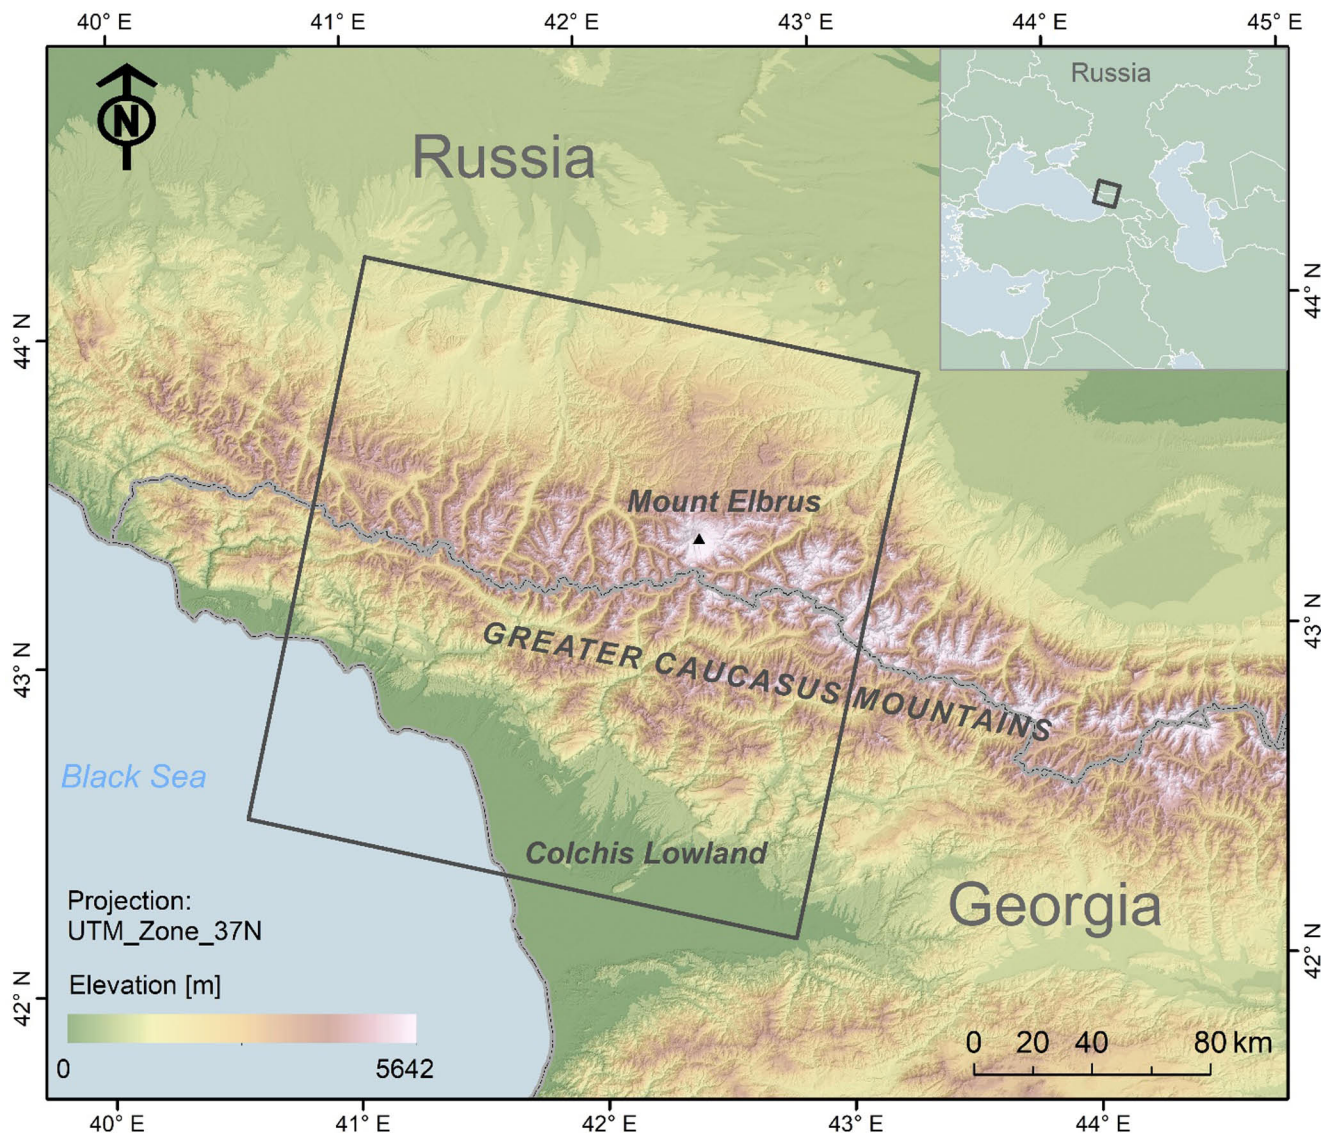 40° E 41° E 42° E 43° E 44° E 45° E
N
Russia
Russia
44° N
44° N
Mount Elbrus
43° N
43° N
GREATER CAUCASUS MOUNTAINS
Black Sea
Colchis Lowland
Georgia
Projection:
UTM_Zone_37N
42° N
42° N
Elevation [m]
0 5642
0 20 40 80 km
40° E 41° E 42° E 43° E 44° E